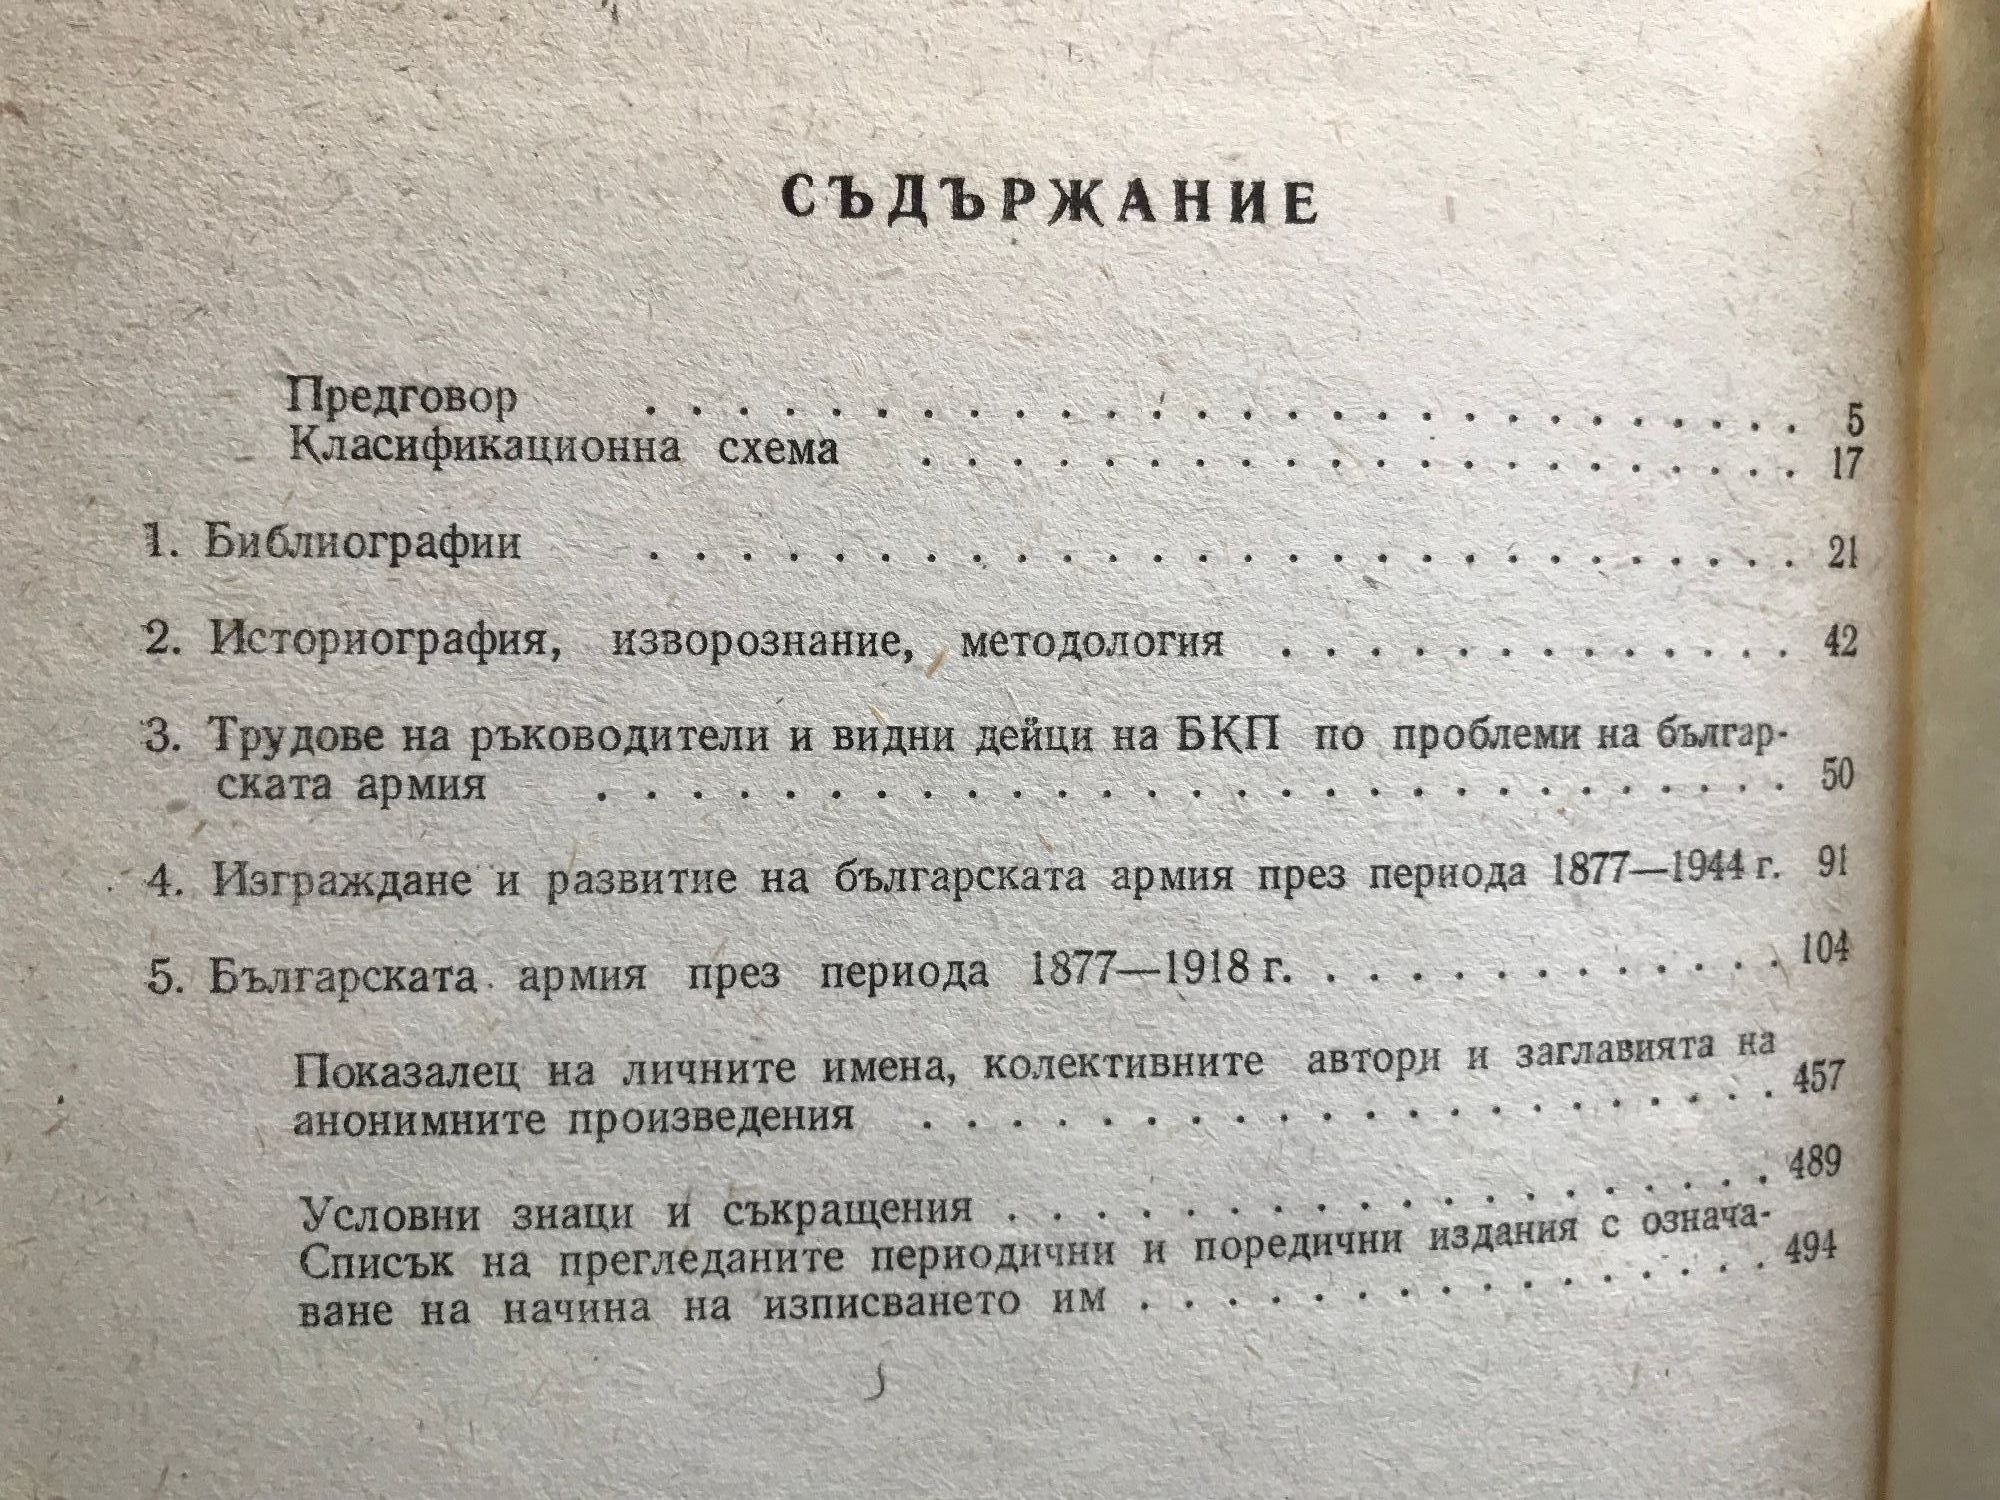 СЪДЪРЖАНИЕ
Предговор . . . . . . . . . . . . . . . . . . . . . 5
Класификационна схема . . . . . . . . . . . . . . . 17
1. Библиографии . . . . . . . . . . . . . . . . . . 21
2. Историография, изворознание, методология . . . . . . . . . . 42
3. Трудове на ръководители и видни дейци на БКП по проблеми на българ-
ската армия . . . . . . . . . . . . . . . . . . . . 50
4. Изграждане и развитие на българската армия през периода 1877—1944 г. 91
5. Българската армия през периода 1877—1918 г. . . . . . . . . . . 104
Показалец на личните имена, колективните автори и заглавията на
анонимните произведения . . . . . . . . . . . . . . . 457
Условни знаци и съкращения . . . . . . . . . . . . . . 489
Списък на прегледаните периодични и поредични издания с означа-
ване на начина на изписването им . . . . . . . . . . . . 494